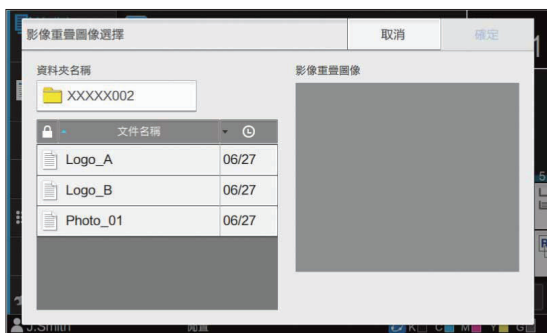 影像重疊圖像選擇
取消
確定
資料夾名稱
影像重疊圖像
XXXXX002
文件名稱
Logo_A 06/27
Logo_B 06/27
Photo_01 06/27
J.Smith
閒置
K C M Y G